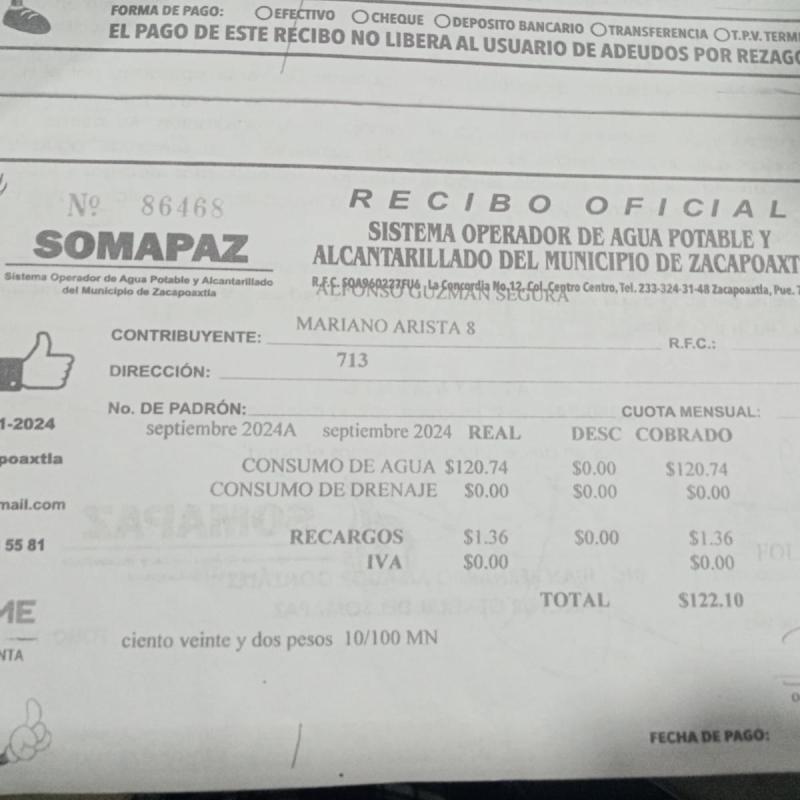 FORMA DE PAGO: EFECTIVO CHEQUE DEPOSITO BANCARIO TRANSFERENCIA T.P.V. TERMI
EL PAGO DE ESTE RECIBO NO LIBERA AL USUARIO DE ADEUDOS POR REZAGO
Nº 86468
RECIBO OFICIAL
SOMAPAZ
Sistema Operador de Agua Potable y Alcantarillado
del Municipio de Zacapoaxtla
SISTEMA OPERADOR DE AGUA POTABLE Y
ALCANTARILLADO DEL MUNICIPIO DE ZACAPOAXT
R.F.C. SOA960227FU6 La Concordia No.12, Col. Centro Centro, Tel. 233-324-31-48 Zacapoaxtla, Pue. 7
ALFONSO GUZMAN SEGURA
CONTRIBUYENTE: MARIANO ARISTA 8 R.F.C.:
DIRECCIÓN: 713
No. DE PADRÓN: CUOTA MENSUAL:
septiembre 2024A septiembre 2024 REAL DESC COBRADO
CONSUMO DE AGUA $120.74 $0.00 $120.74
CONSUMO DE DRENAJE $0.00 $0.00 $0.00
RECARGOS $1.36 $0.00 $1.36
IVA $0.00 $0.00
TOTAL $122.10
ciento veinte y dos pesos 10/100 MN
FECHA DE PAGO:
1-2024
poaxtla
mail.com
55 81
ME
NTA